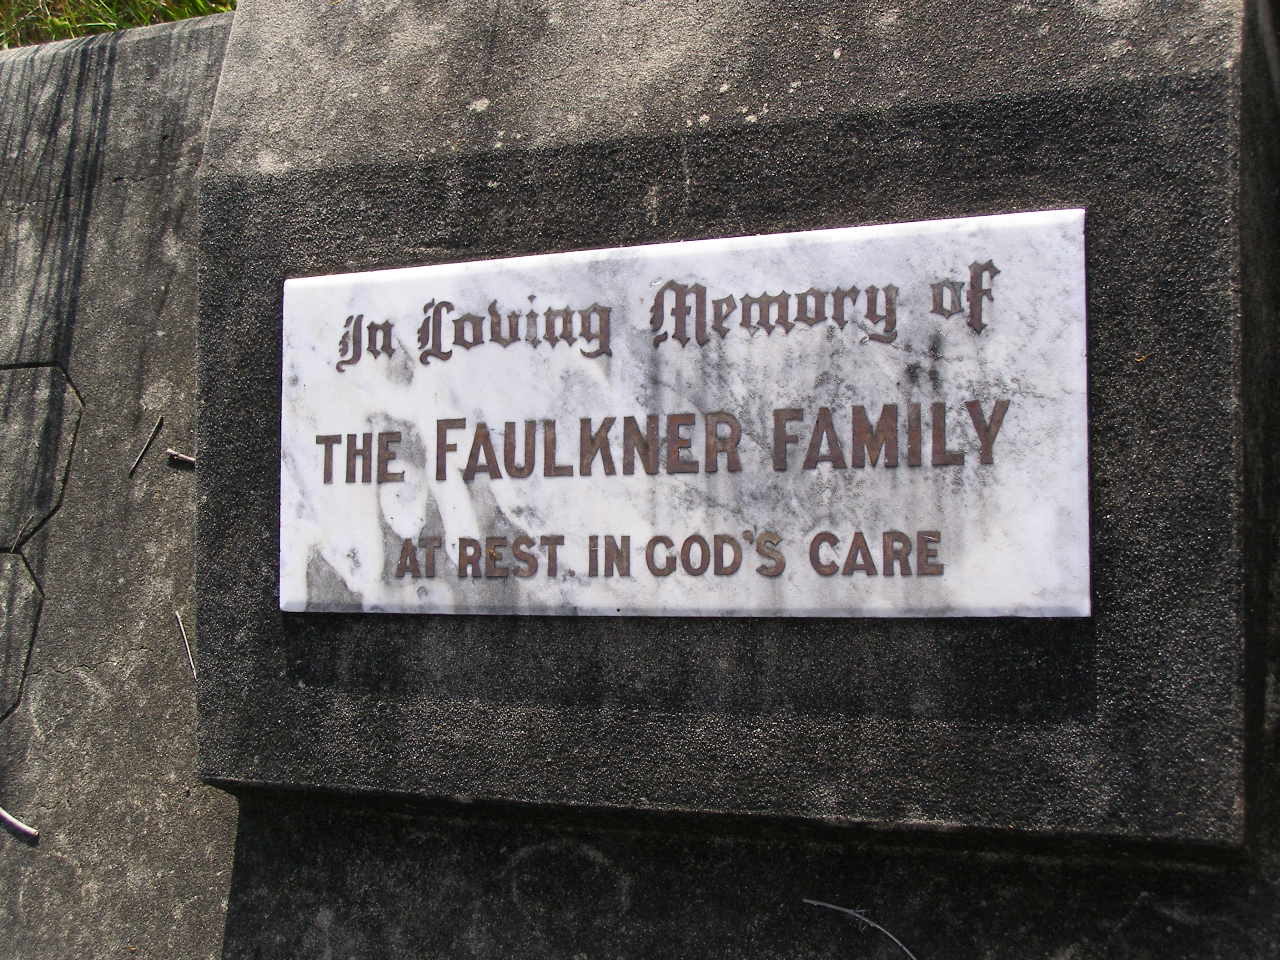 In Loving Memory of
THE FAULKNER FAMILY
AT REST IN GOD'S CARE